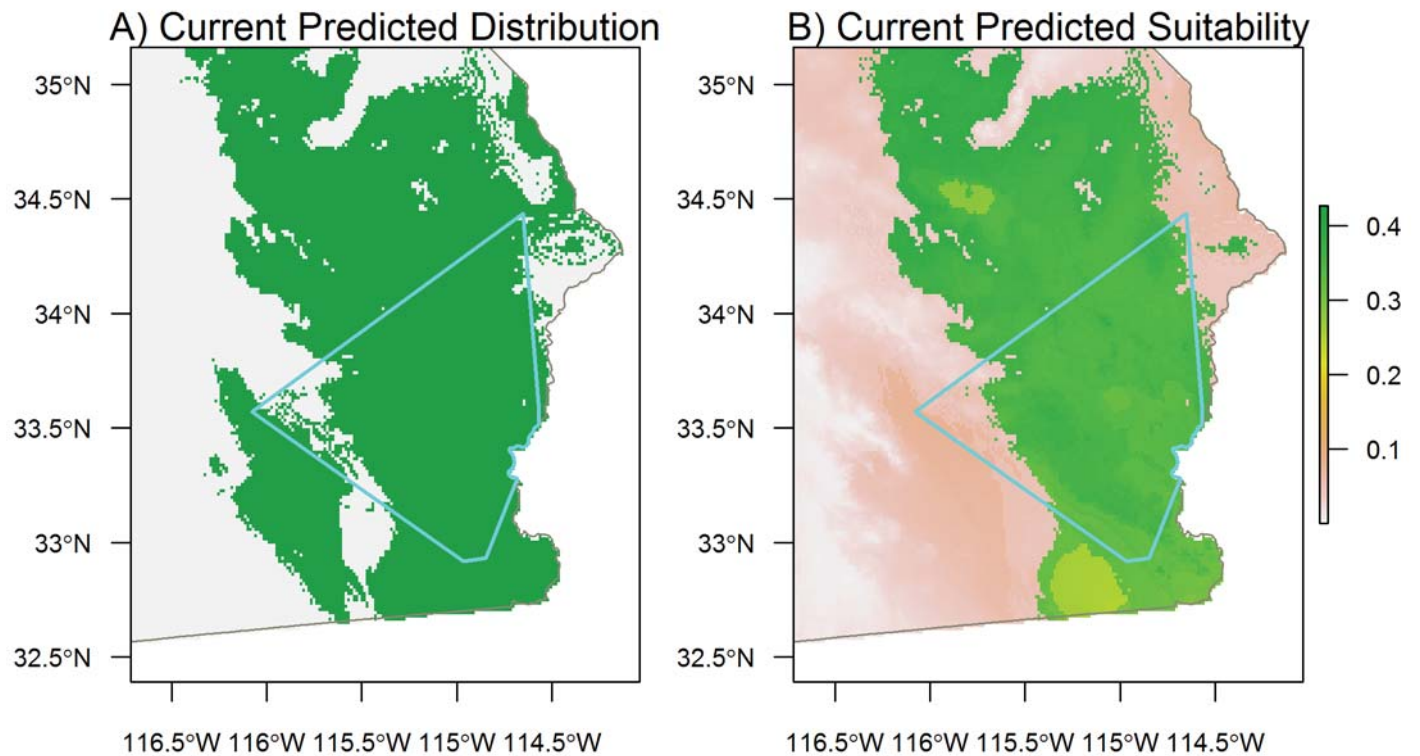 A) Current Predicted Distribution
B) Current Predicted Suitability
35°N
34.5°N
34°N
33.5°N
33°N
32.5°N
116.5°W 116°W 115.5°W 115°W 114.5°W
35°N
34.5°N
34°N
33.5°N
33°N
32.5°N
116.5°W 116°W 115.5°W 115°W 114.5°W
0.4
0.3
0.2
0.1